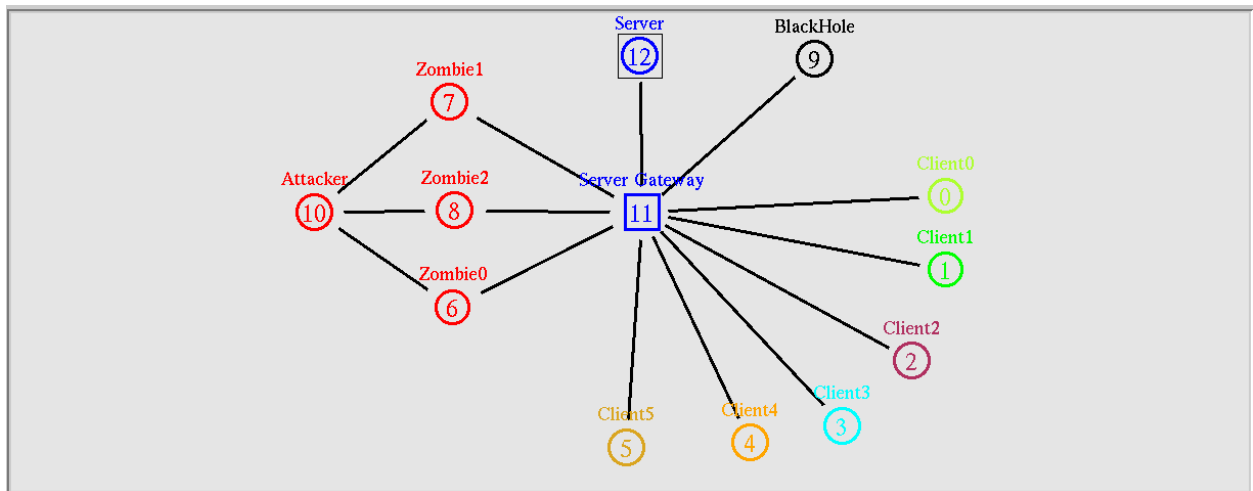 Server
12
BlackHole
9
Zombie1
7
Attacker
10
Zombie2
8
Server Gateway
11
Client0
0
Client1
1
Zombie0
6
Client2
2
Client3
3
Client4
4
Client5
5